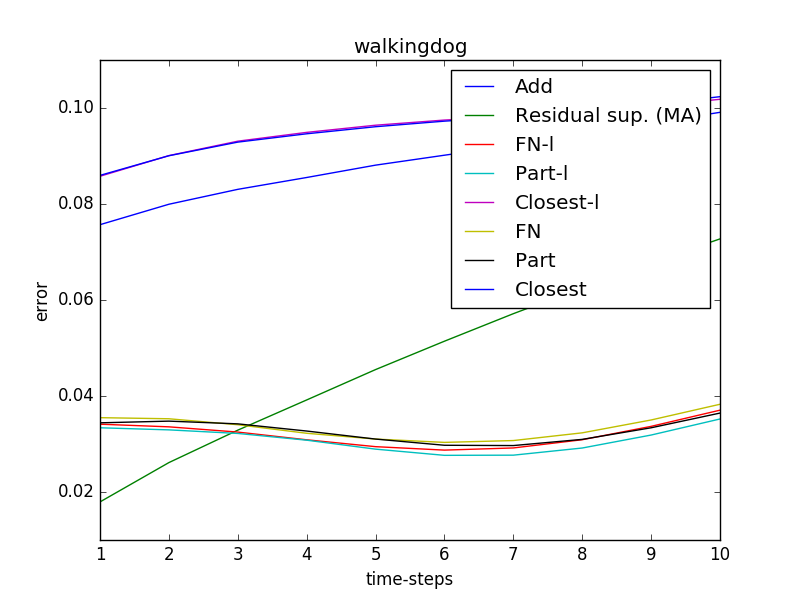 walkingdog
0.10
0.08
0.06
0.04
0.02
error
Add
Residual sup. (MA)
FN-l
Part-l
Closest-l
FN
Part
Closest
1 2 3 4 5 6 7 8 9 10
time-steps